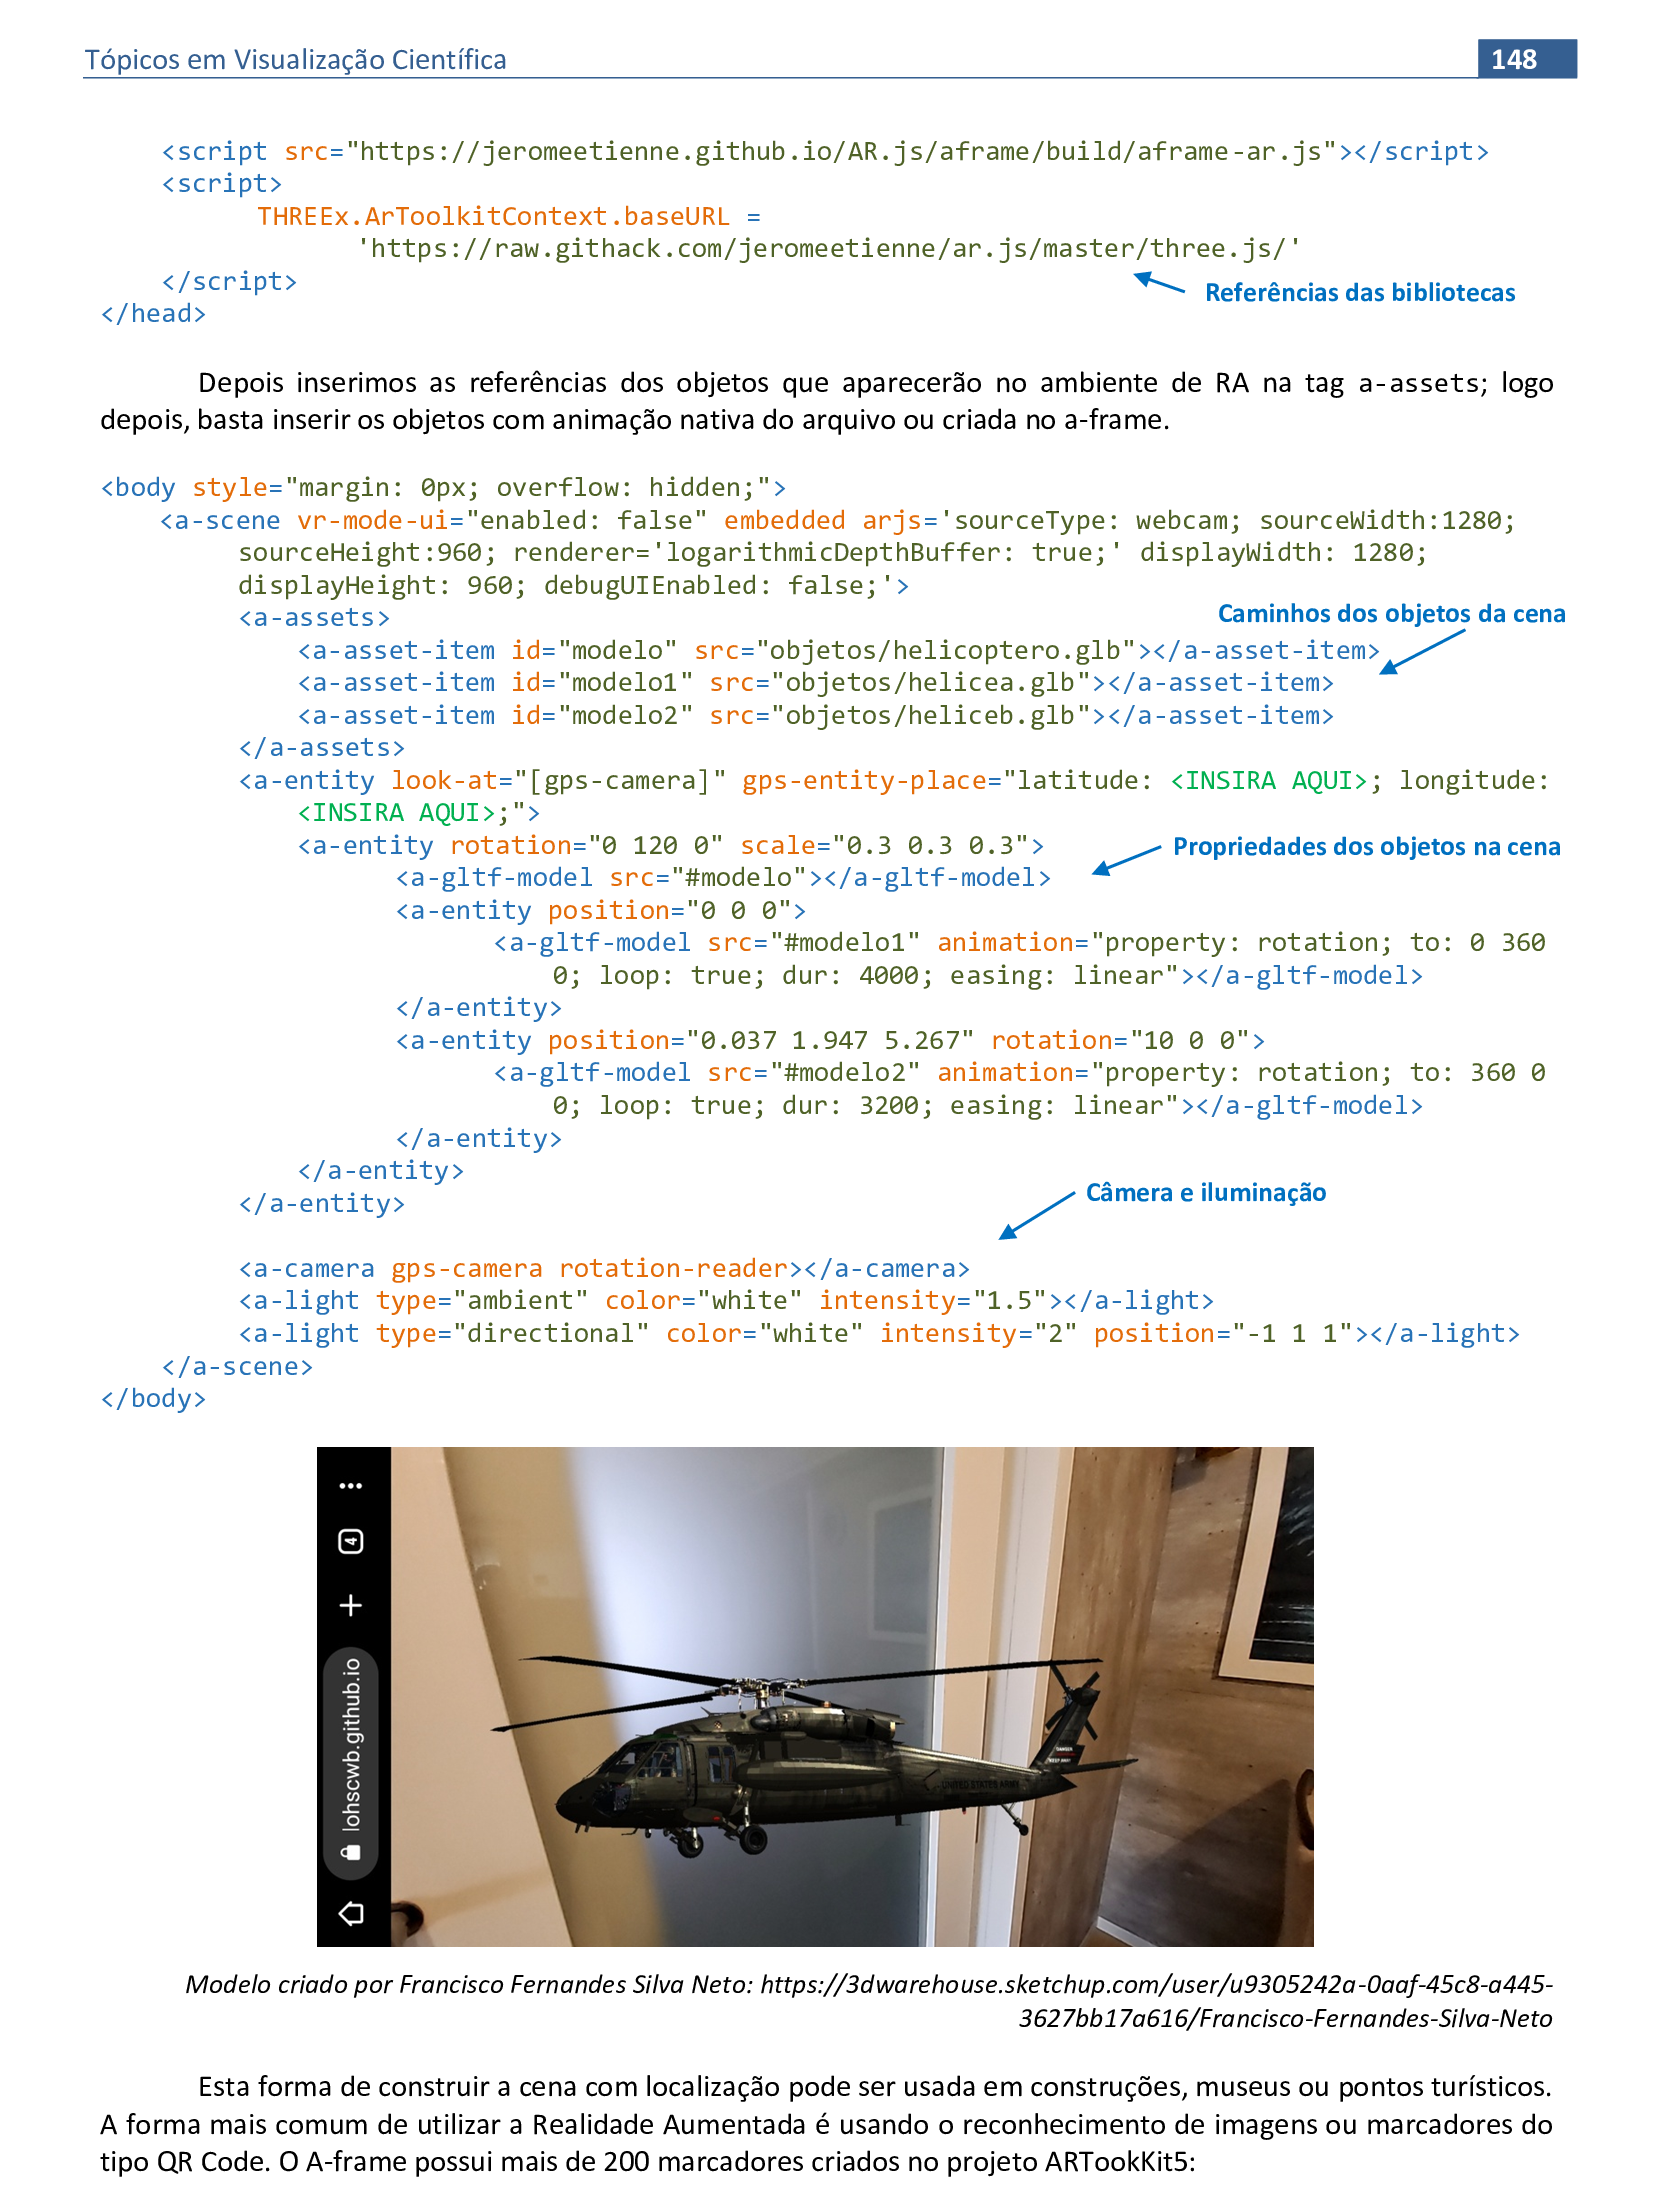 Tópicos em Visualização Científica 148
<script src="https://jeromeetienne.github.io/AR.js/aframe/build/aframe-ar.js"></script>
<script>
THREEx.ArToolkitContext.baseURL =
'https://raw.githack.com/jeromeetienne/ar.js/master/three.js/'
</script>
Referências das bibliotecas
</head>
Depois inserimos as referências dos objetos que aparecerão no ambiente de RA na tag a-assets; logo
depois, basta inserir os objetos com animação nativa do arquivo ou criada no a-frame.
<body style="margin: 0px; overflow: hidden;">
<a-scene vr-mode-ui="enabled: false" embedded arjs='sourceType: webcam; sourceWidth:1280;
sourceHeight:960; renderer='logarithmicDepthBuffer: true;' displayWidth: 1280;
displayHeight: 960; debugUIEnabled: false;'>
<a-assets>
Caminhos dos objetos da cena
<a-asset-item id="modelo" src="objetos/helicoptero.glb"></a-asset-item>
<a-asset-item id="modelo1" src="objetos/helicea.glb"></a-asset-item>
<a-asset-item id="modelo2" src="objetos/heliceb.glb"></a-asset-item>
</a-assets>
<a-entity look-at="[gps-camera]" gps-entity-place="latitude: <INSIRA AQUI>; longitude:
<INSIRA AQUI>;">
<a-entity rotation="0 120 0" scale="0.3 0.3 0.3">
Propriedades dos objetos na cena
<a-gltf-model src="#modelo"></a-gltf-model>
<a-entity position="0 0 0">
<a-gltf-model src="#modelo1" animation="property: rotation; to: 0 360
0; loop: true; dur: 4000; easing: linear"></a-gltf-model>
</a-entity>
<a-entity position="0.037 1.947 5.267" rotation="10 0 0">
<a-gltf-model src="#modelo2" animation="property: rotation; to: 360 0
0; loop: true; dur: 3200; easing: linear"></a-gltf-model>
</a-entity>
</a-entity>
</a-entity>
Câmera e iluminação
<a-camera gps-camera rotation-reader></a-camera>
<a-light type="ambient" color="white" intensity="1.5"></a-light>
<a-light type="directional" color="white" intensity="2" position="-1 1 1"></a-light>
</a-scene>
</body>
4
lohscwb.github.io
DANGER
KEEP AWAY
UNITED STATES ARMY
Modelo criado por Francisco Fernandes Silva Neto: https://3dwarehouse.sketchup.com/user/u9305242a-0aaf-45c8-a445-
3627bb17a616/Francisco-Fernandes-Silva-Neto
Esta forma de construir a cena com localização pode ser usada em construções, museus ou pontos turísticos.
A forma mais comum de utilizar a Realidade Aumentada é usando o reconhecimento de imagens ou marcadores do
tipo QR Code. O A-frame possui mais de 200 marcadores criados no projeto ARTookKit5: